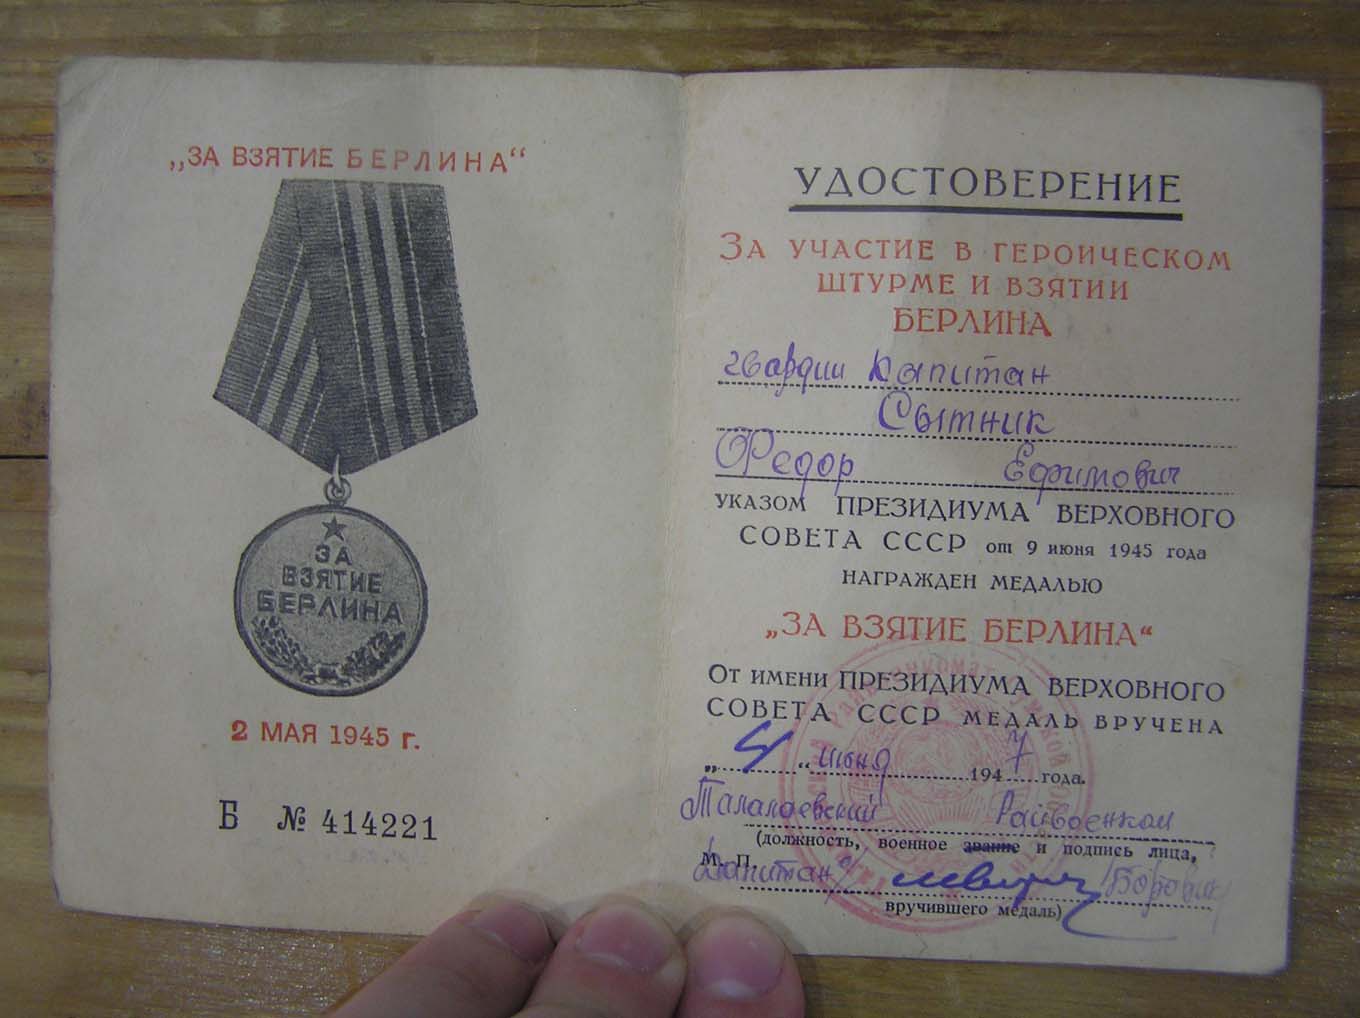 „ЗА ВЗЯТИЕ БЕРЛИНА“
ЗА
ВЗЯТИЕ
БЕРЛИНА
2 МАЯ 1945 г.
Б № 414221
УДОСТОВЕРЕНИЕ
ЗА УЧАСТИЕ В ГЕРОИЧЕСКОМ
ШТУРМЕ И ВЗЯТИИ
БЕРЛИНА
гвардии Капитан
Сытник
Федор Ефимович
УКАЗОМ ПРЕЗИДИУМА ВЕРХОВНОГО
СОВЕТА СССР от 9 июня 1945 года
НАГРАЖДЕН МЕДАЛЬЮ
„ЗА ВЗЯТИЕ БЕРЛИНА“
ОТ ИМЕНИ ПРЕЗИДИУМА ВЕРХОВНОГО
СОВЕТА СССР МЕДАЛЬ ВРУЧЕНА
„4“ июня 1947 года.
Талалаевский Райвоенком
(должность, военное звание и подпись лица,
М. П.
Капитан Боровик
вручившего медаль)